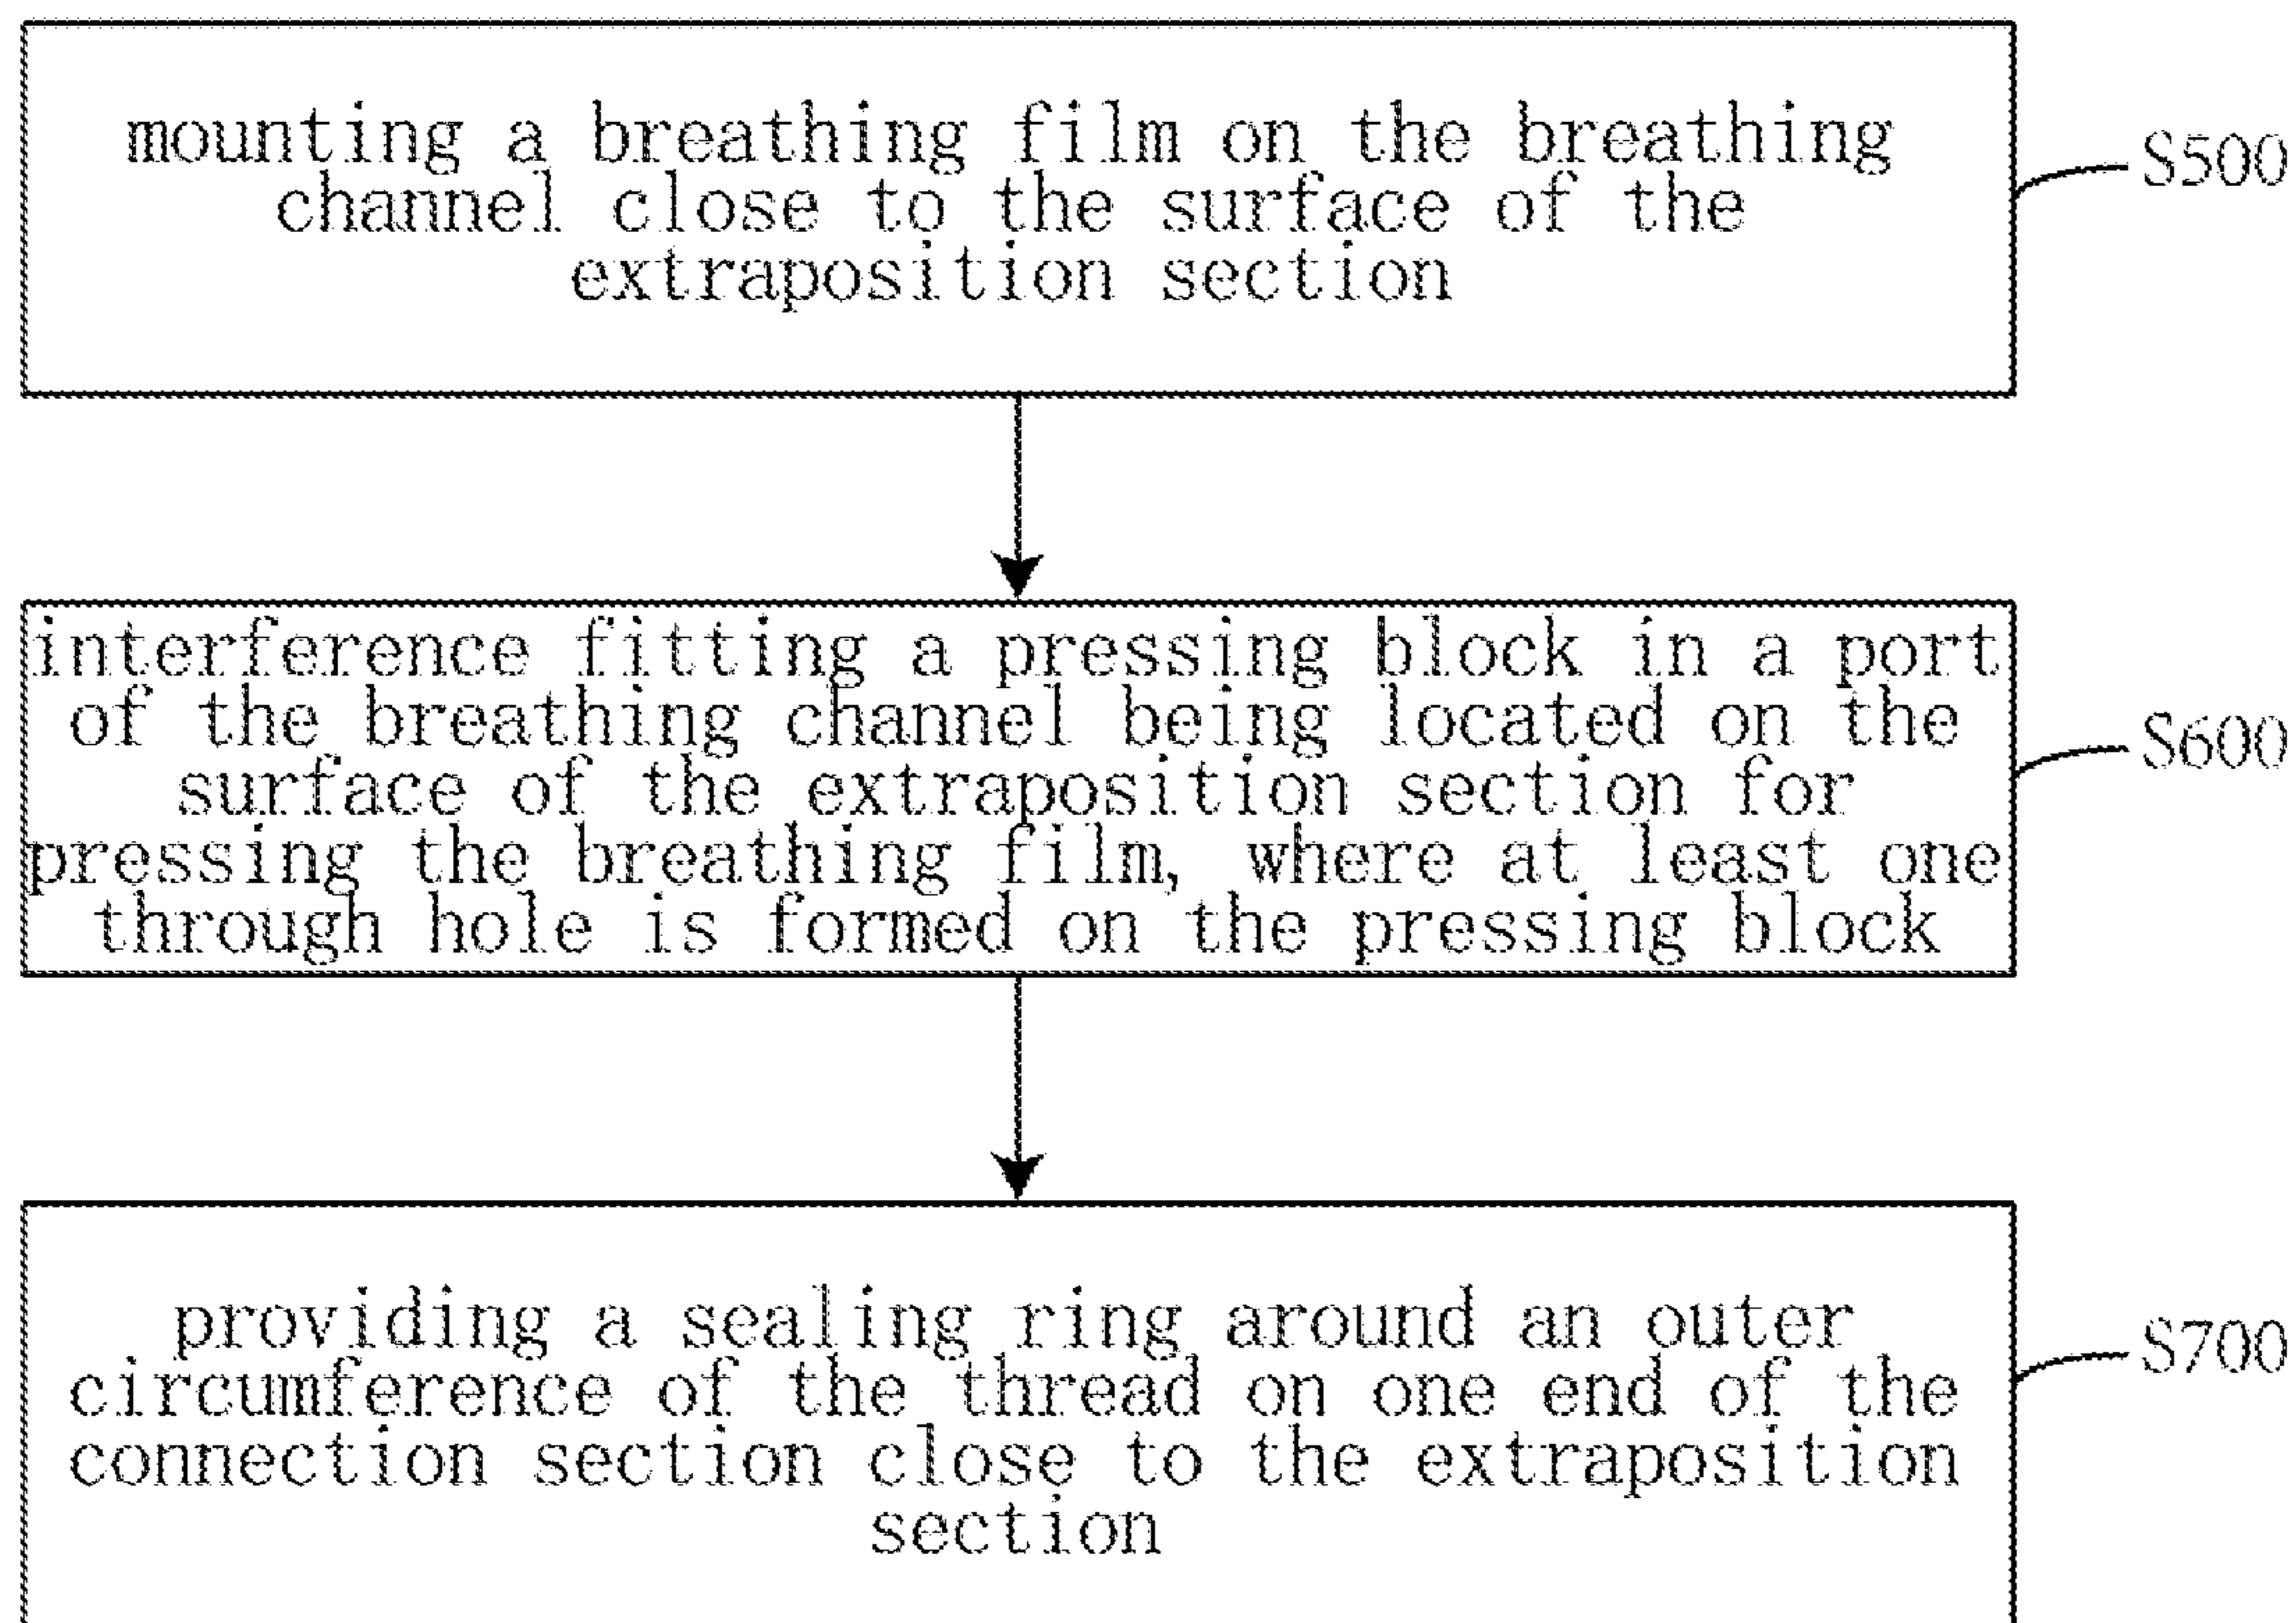 mounting a breathing film on the breathing
channel close to the surface of the
extraposition section
S500
interference fitting a pressing block in a port
of the breathing channel being located on the
surface of the extraposition section for
pressing the breathing film, where at least one
through hole is formed on the pressing block
S600
providing a sealing ring around an outer
circumference of the thread on one end of the
connection section close to the extraposition
section
S700